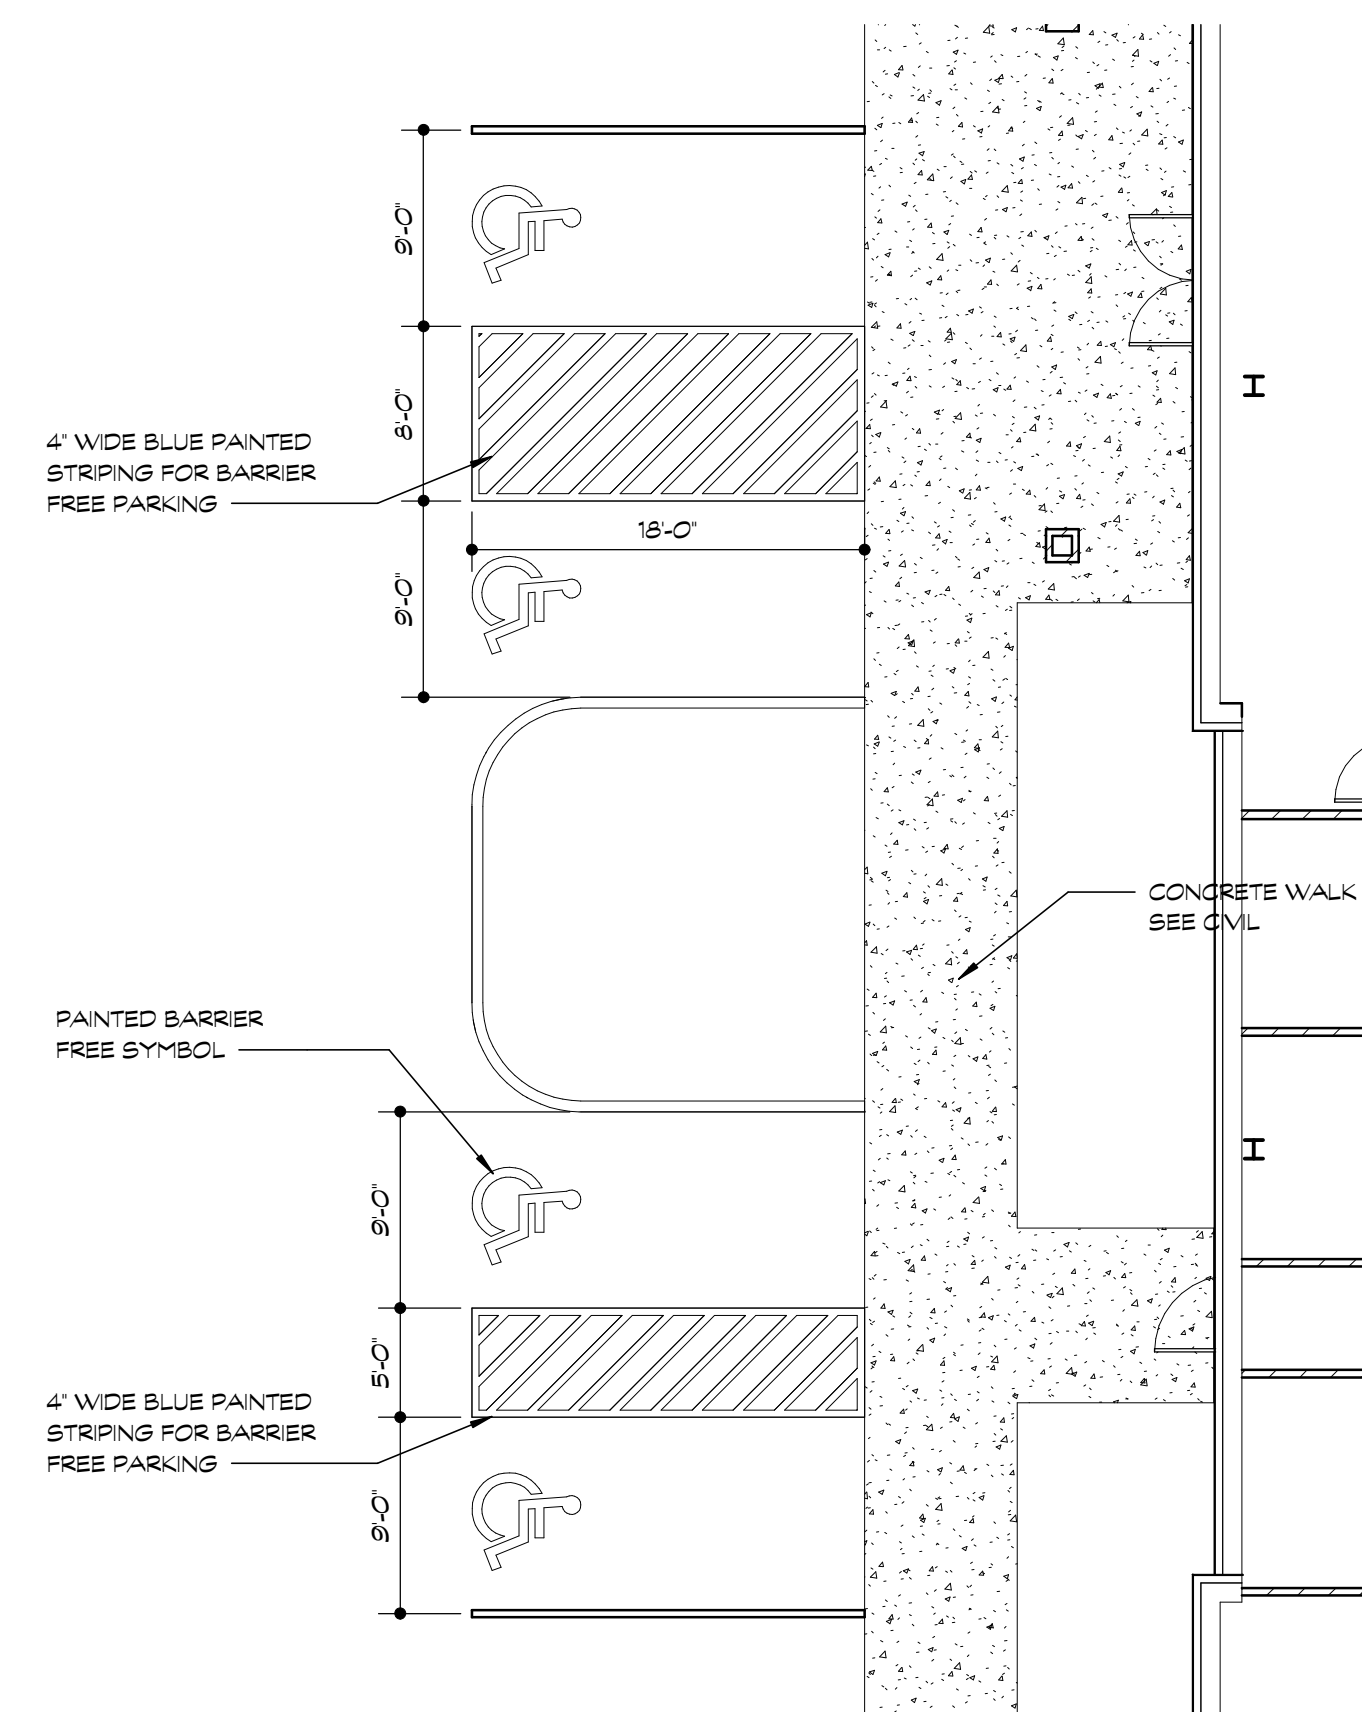 9'-0"
8'-0"
4" WIDE BLUE PAINTED
STRIPING FOR BARRIER
FREE PARKING
18'-0"
9'-0"
CONCRETE WALK
SEE CIVIL
PAINTED BARRIER
FREE SYMBOL
9'-0"
5'-0"
4" WIDE BLUE PAINTED
STRIPING FOR BARRIER
FREE PARKING
9'-0"